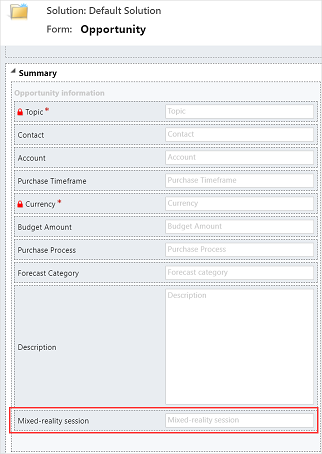 Solution: Default Solution
Form: Opportunity
Summary
Opportunity information
Topic* Topic
Contact Contact
Account Account
Purchase Timeframe Purchase Timeframe
Currency* Currency
Budget Amount Budget Amount
Purchase Process Purchase Process
Forecast Category Forecast category
Description Description
Mixed-reality session Mixed-reality session